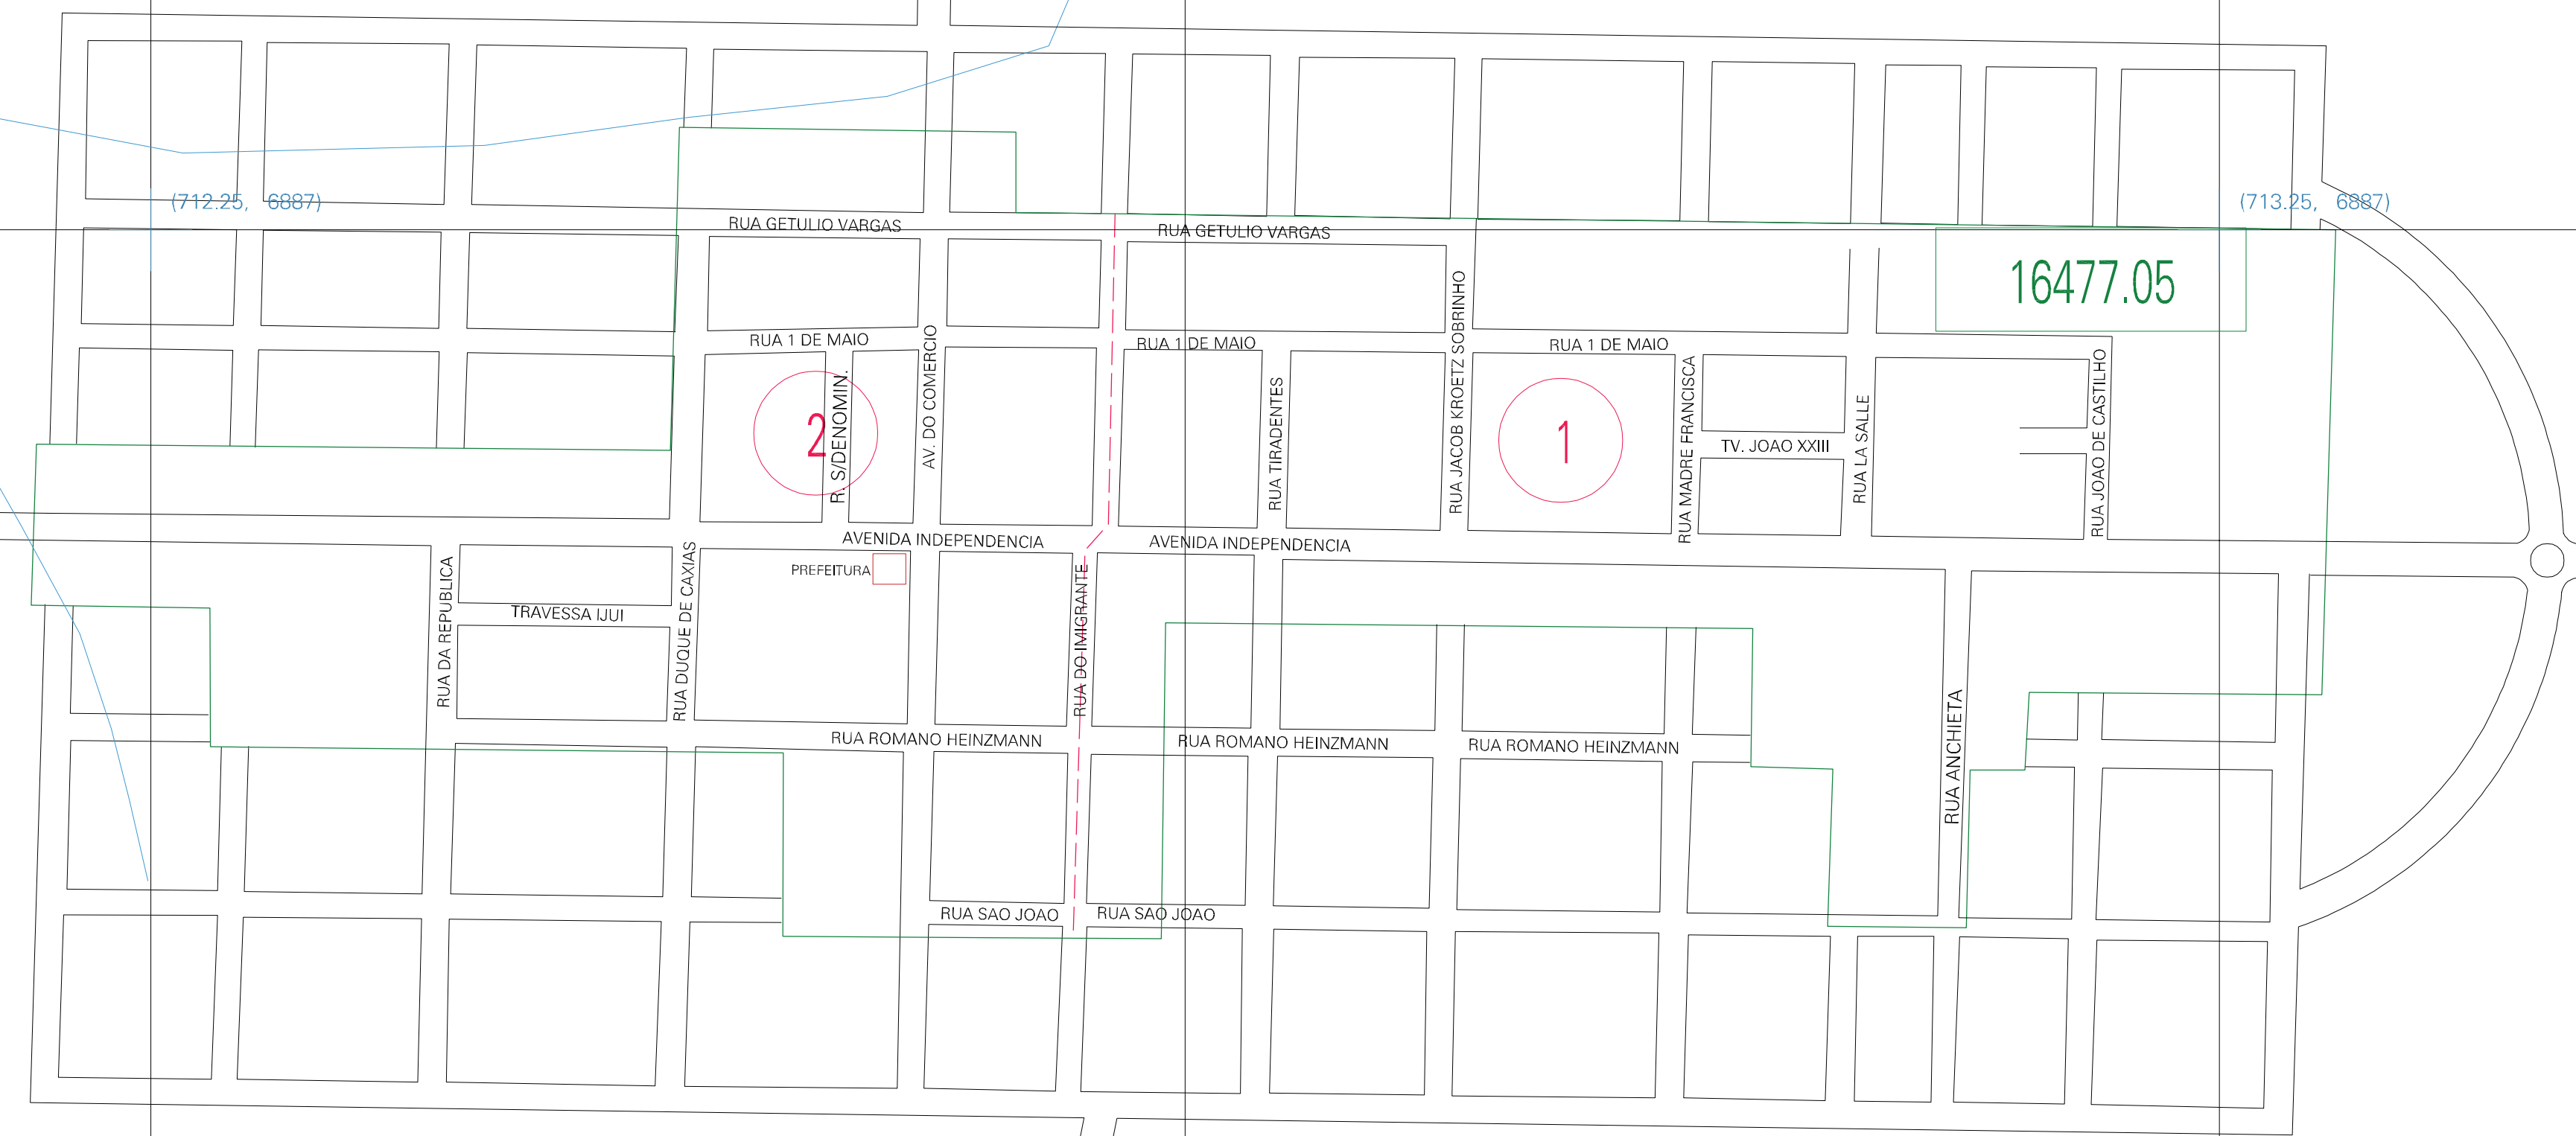 (712.25, 6887)
(713.25, 6887)
RUA GETULIO VARGAS
RUA GETULIO VARGAS
16477.05
RUA 1 DE MAIO
RUA 1 DE MAIO
RUA 1 DE MAIO
2
R. S/DENOMIN.
AV. DO COMERCIO
RUA TIRADENTES
RUA JACOB KROETZ SOBRINHO
1
RUA MADRE FRANCISCA
TV. JOAO XXIII
RUA LA SALLE
RUA JOAO DE CASTILHO
AVENIDA INDEPENDENCIA
AVENIDA INDEPENDENCIA
PREFEITURA
RUA DA REPUBLICA
TRAVESSA IJUI
RUA DUQUE DE CAXIAS
RUA DO IMIGRANTE
RUA ANCHIETA
RUA ROMANO HEINZMANN
RUA ROMANO HEINZMANN
RUA ROMANO HEINZMANN
RUA SAO JOAO
RUA SAO JOAO